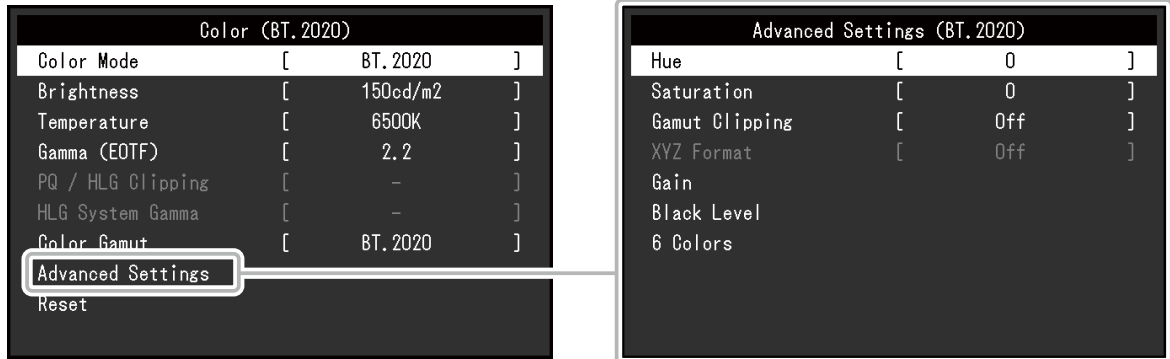 Color (BT.2020)
Color Mode [ BT.2020 ]
Brightness [ 150cd/m2 ]
Temperature [ 6500K ]
Gamma (EOTF) [ 2.2 ]
PQ / HLG Clipping [ – ]
HLG System Gamma [ – ]
Color Gamut [ BT.2020 ]
Advanced Settings
Reset
Advanced Settings (BT.2020)
Hue [ 0 ]
Saturation [ 0 ]
Gamut Clipping [ Off ]
XYZ Format [ Off ]
Gain
Black Level
6 Colors